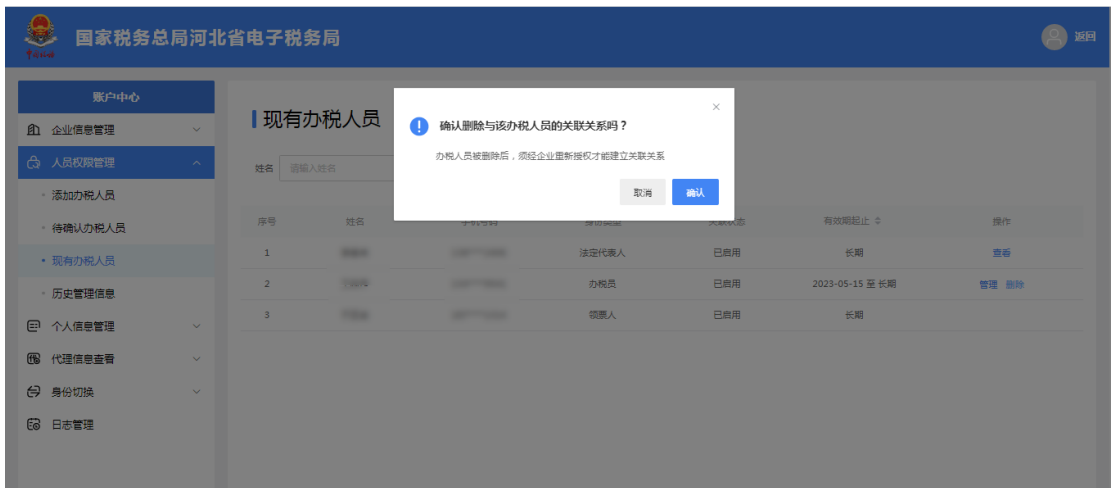 国家税务总局河北省电子税务局
返回
账户中心
企业信息管理
人员权限管理
添加办税人员
待确认办税人员
现有办税人员
历史管理信息
个人信息管理
代理信息查看
身份切换
日志管理
现有办税人员
姓名 请输入姓名
确认删除与该办税人员的关联关系吗？
办税人员被删除后，须经企业重新授权才能建立关联关系
取消 确认
序号 姓名 手机号码 身份类型 关联状态 有效期起止 操作
1 法定代表人 已启用 长期 查看
2 办税员 已启用 2023-05-15 至 长期 管理 删除
3 领票人 已启用 长期